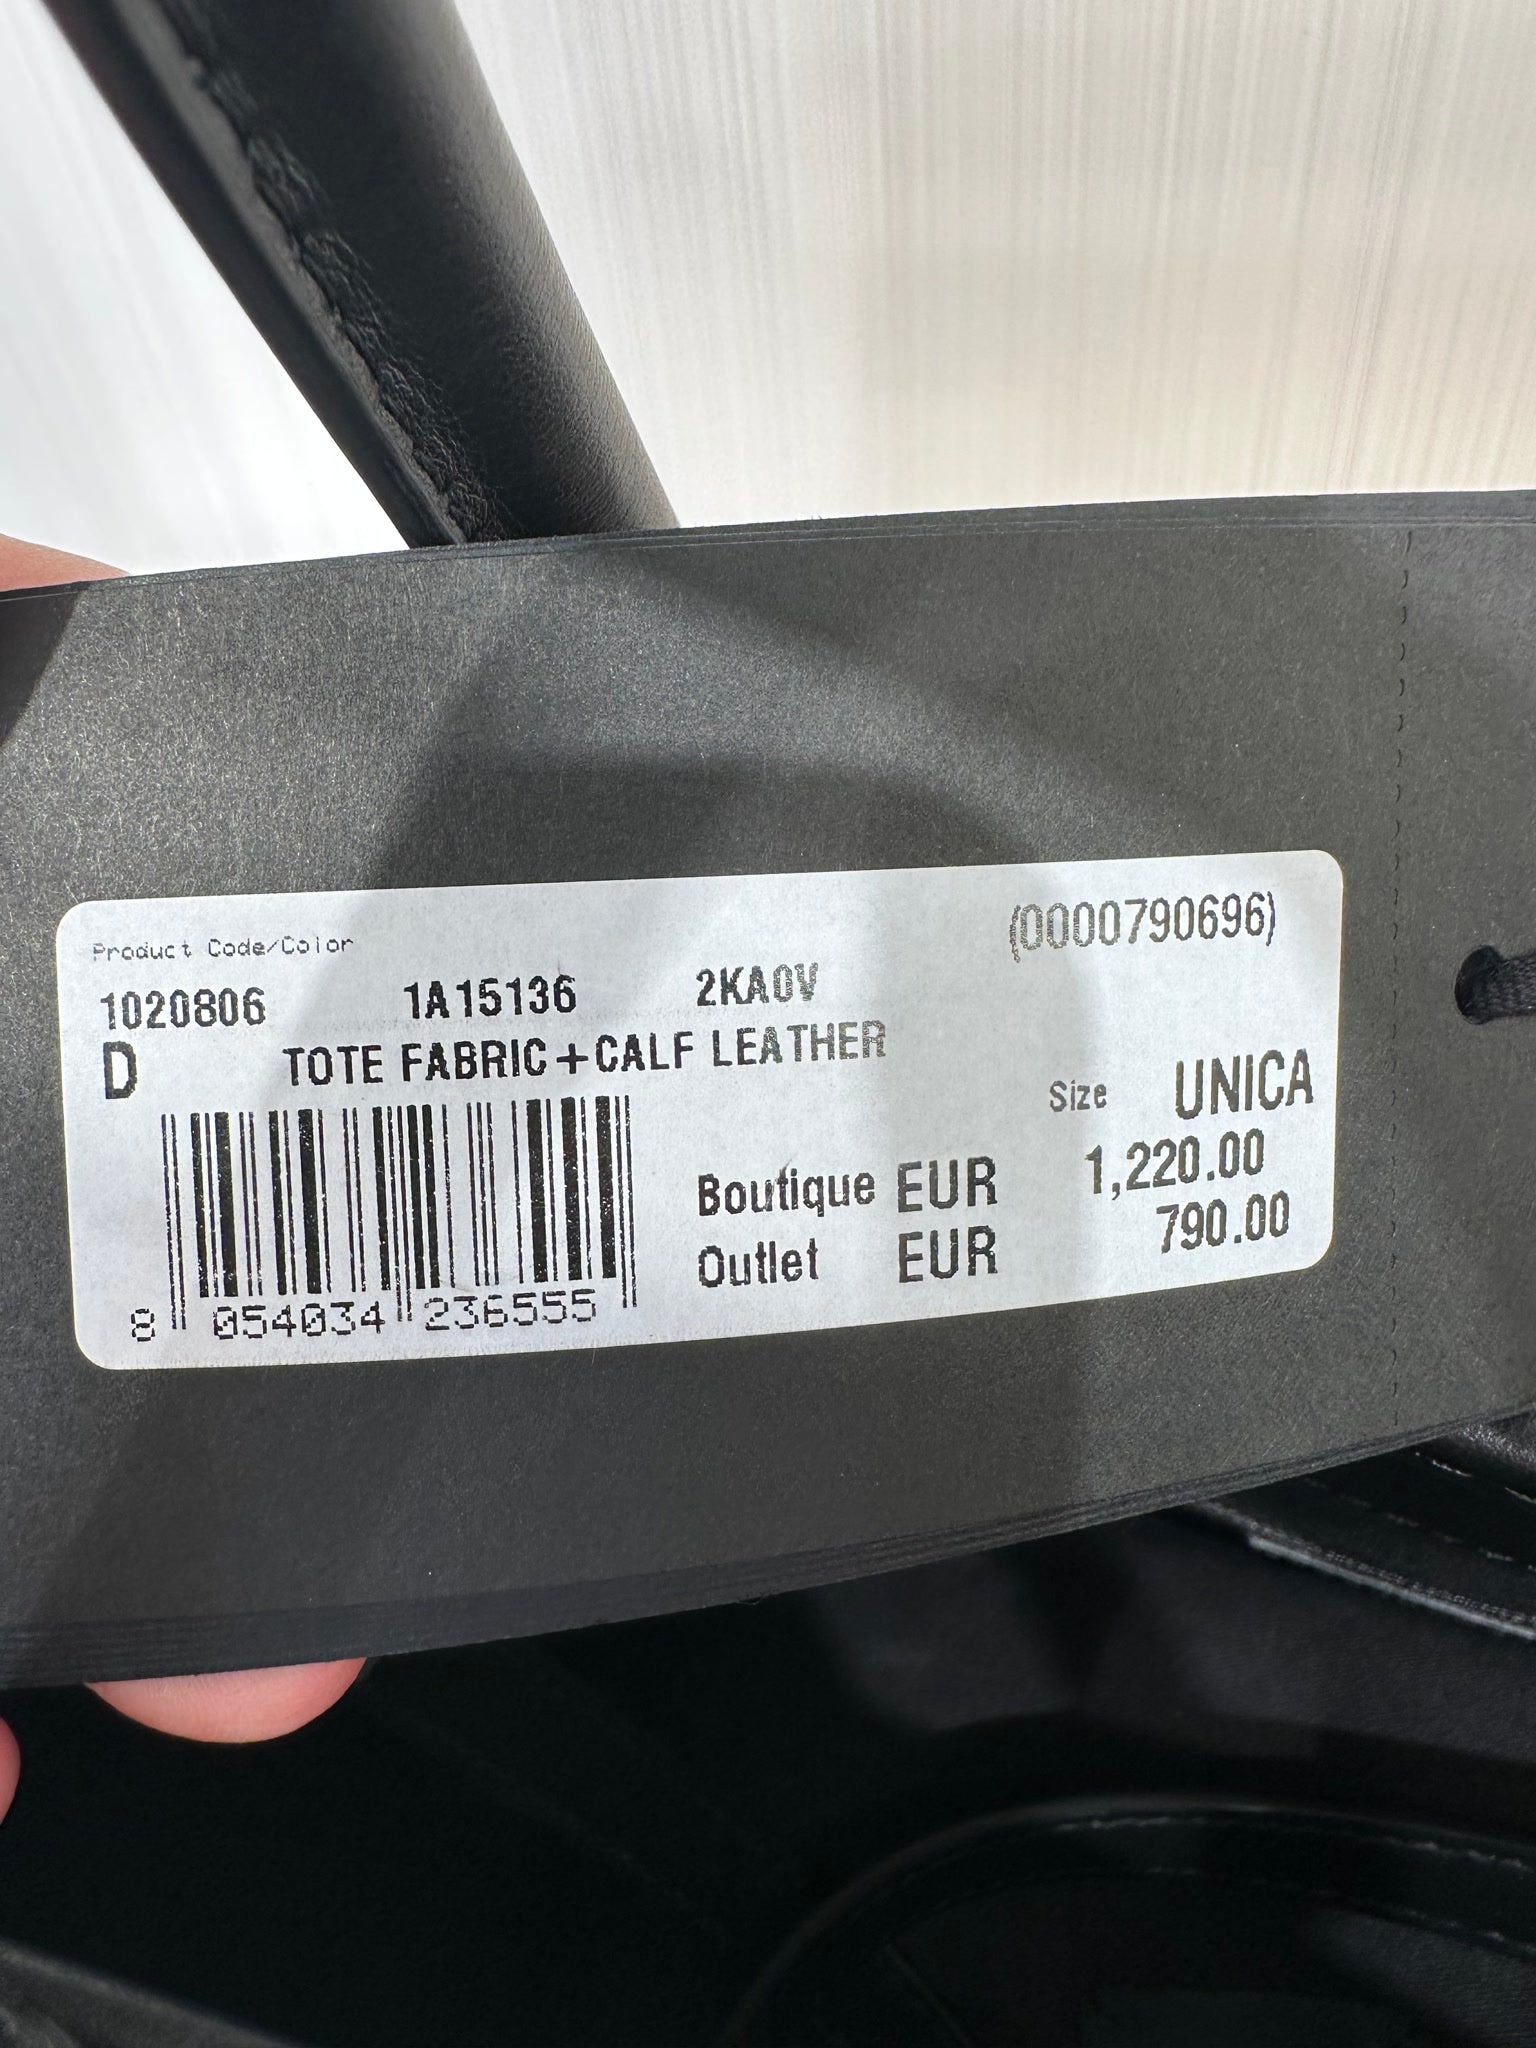 (0000790696)
Product Code/Color
1020806 1A15136 2KA0V
D TOTE FABRIC+CALF LEATHER
Size UNICA
Boutique EUR 1,220.00
Outlet EUR 790.00
8 054034 236555